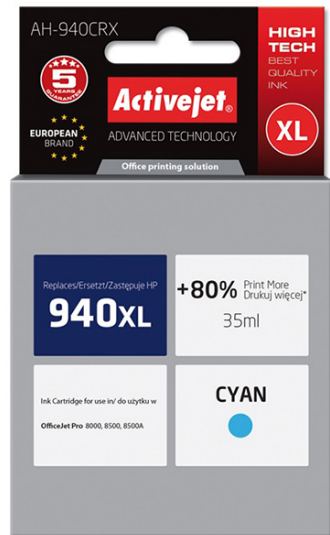 AH-940CRX
HIGH
TECH
BEST
QUALITY
INK
5
YEARS
GUARANTEE
Activejet®
EUROPEAN
BRAND
ADVANCED TECHNOLOGY
XL
Office printing solution
Replaces/Ersetzt/Zastępuje HP
940XL
+80% Print More
Drukuj więcej*
35ml
Ink Cartridge for use in/ do użytku w
OfficeJet Pro 8000, 8500, 8500A
CYAN